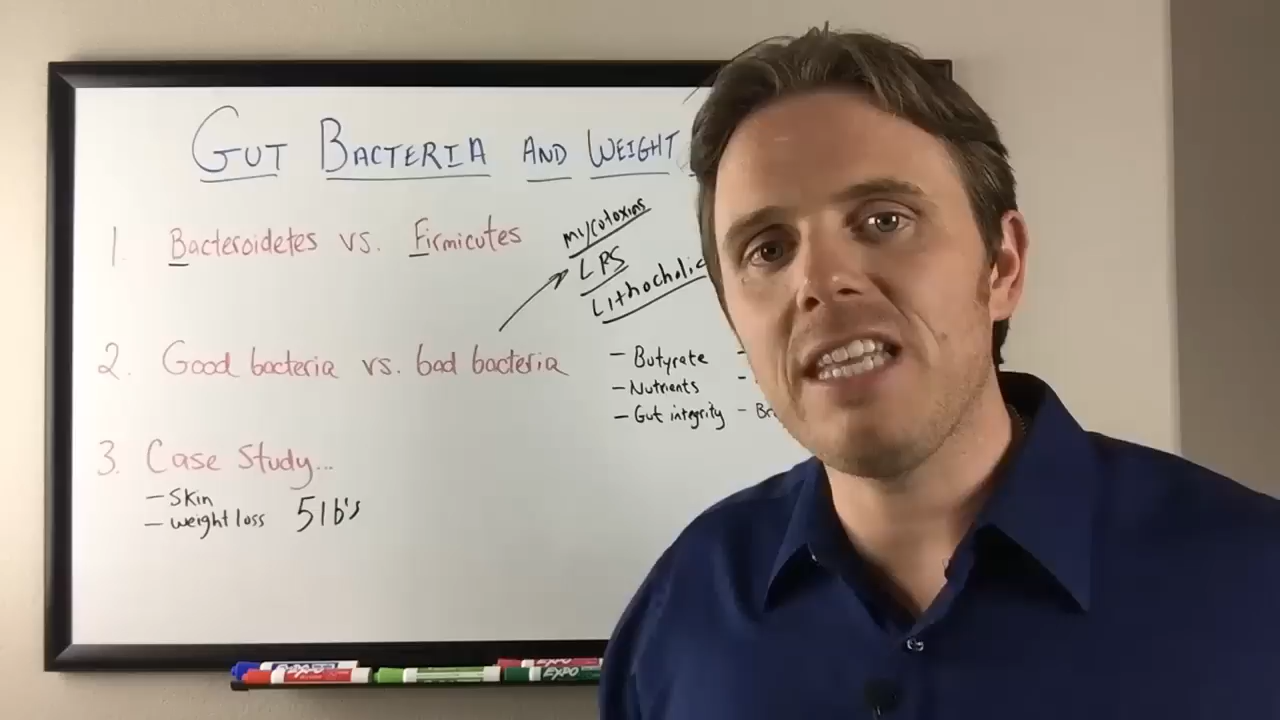 GUT BACTERIA AND WEIGHT
1. Bacteroidetes vs. Firmicutes
mycotoxins
LPS
Lithocholic
2. Good bacteria vs. bad bacteria
- Butyrate -
- Nutrients -
- Gut integrity -
3. Case Study...
- Skin
- weight loss 5lb's
EXPO
EXPO
EXPO